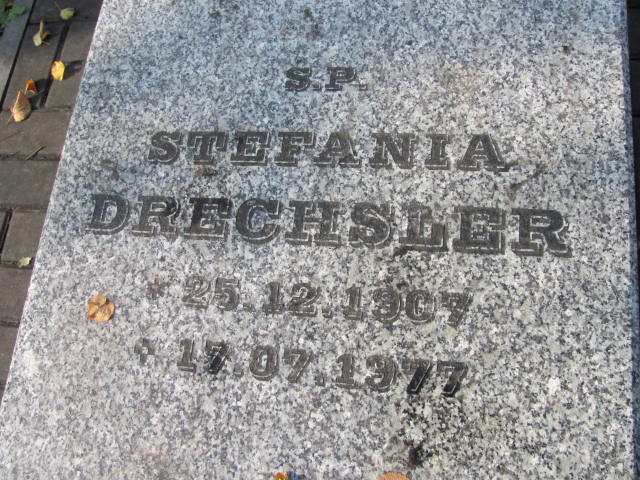 S.P.
STEFANIA
DRECHSLER
* 25.12.1907
+ 17.07.1977